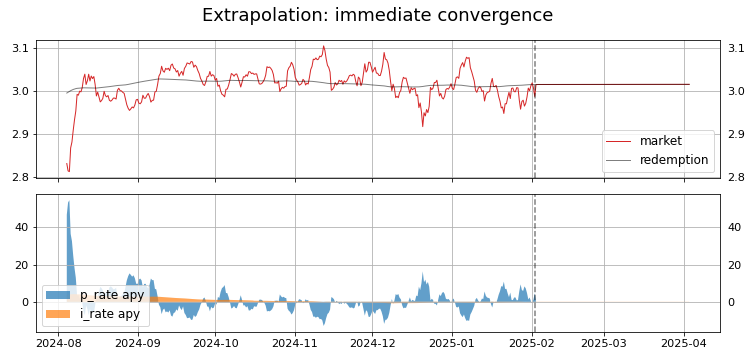 Extrapolation: immediate convergence
3.1 3.1
3.0 3.0
2.9 2.9
2.8 2.8
market
redemption
40 40
20 20
0 0
p_rate apy
i_rate apy
2024-08 2024-09 2024-10 2024-11 2024-12 2025-01 2025-02 2025-03 2025-04